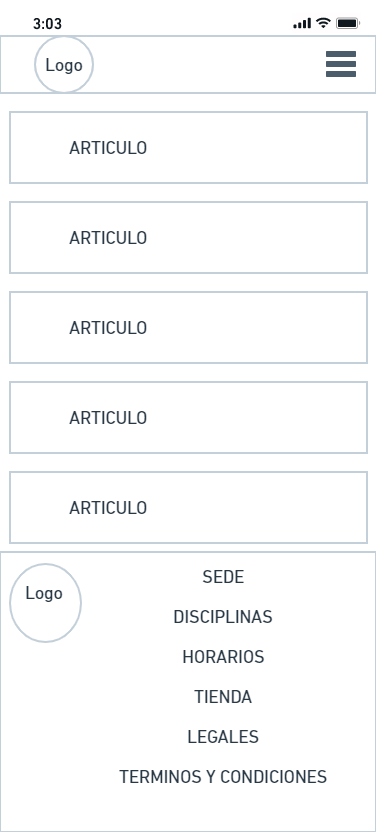 3:03
Logo
ARTICULO
ARTICULO
ARTICULO
ARTICULO
ARTICULO
Logo
SEDE
DISCIPLINAS
HORARIOS
TIENDA
LEGALES
TERMINOS Y CONDICIONES